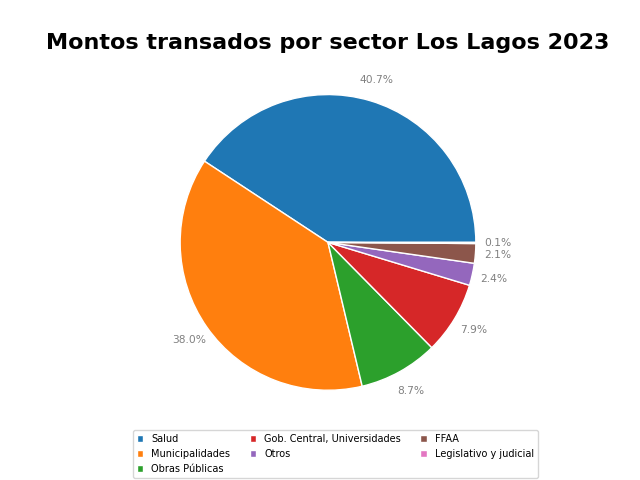 Montos transados por sector Los Lagos 2023
40.7%
0.1%
2.1%
2.4%
7.9%
38.0%
8.7%
Salud
Municipalidades
Obras Públicas
Gob. Central, Universidades
Otros
FFAA
Legislativo y judicial